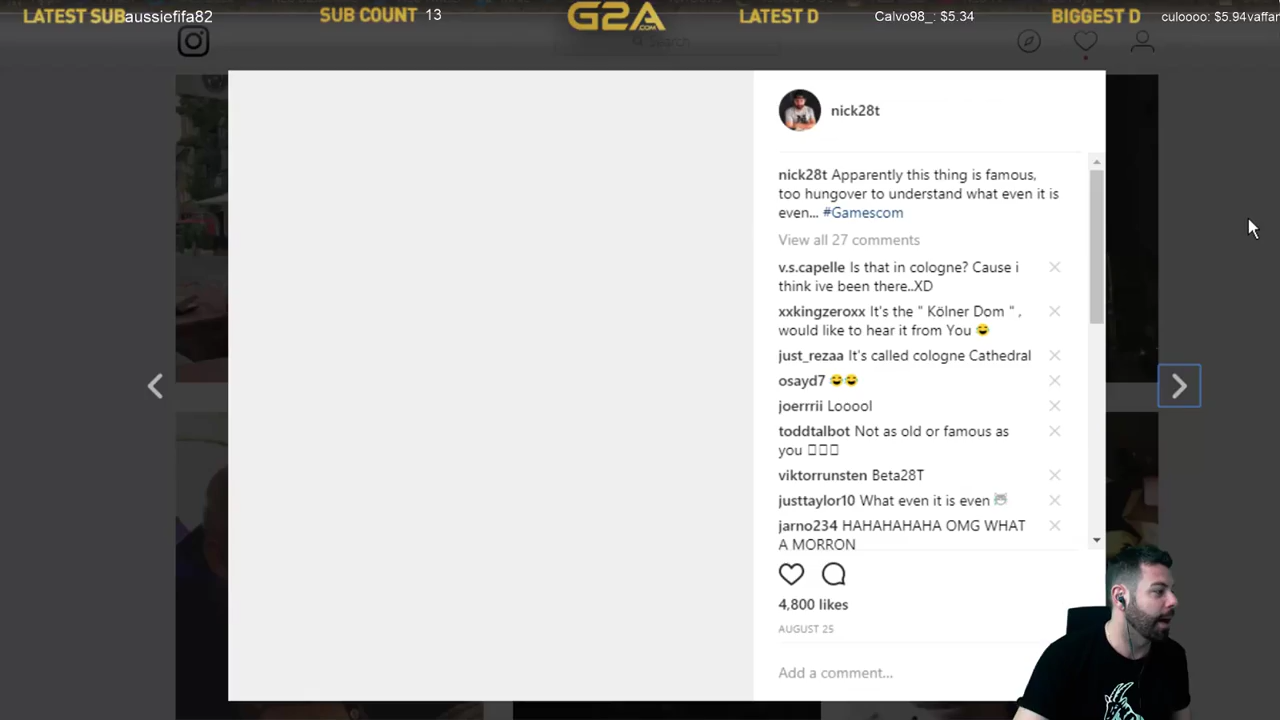 LATEST SUB aussiefifa82 SUB COUNT 13 G2A.COM LATEST D Calvo98_: $5.34 BIGGEST D culoooo: $5.94vaffar
Search
nick28t
nick28t Apparently this thing is famous,
too hungover to understand what even it is
even... #Gamescom
View all 27 comments
v.s.capelle Is that in cologne? Cause i
think ive been there..XD
xxkingzeroxx It's the " Kölner Dom " ,
would like to hear it from You 😂
just_rezaa It's called cologne Cathedral
osayd7 😂😂
joerrrii Looool
toddtalbot Not as old or famous as
you
viktorrunsten Beta28T
justtaylor10 What even it is even
jarno234 HAHAHAHAHA OMG WHAT
A MORRON
4,800 likes
AUGUST 25
Add a comment...